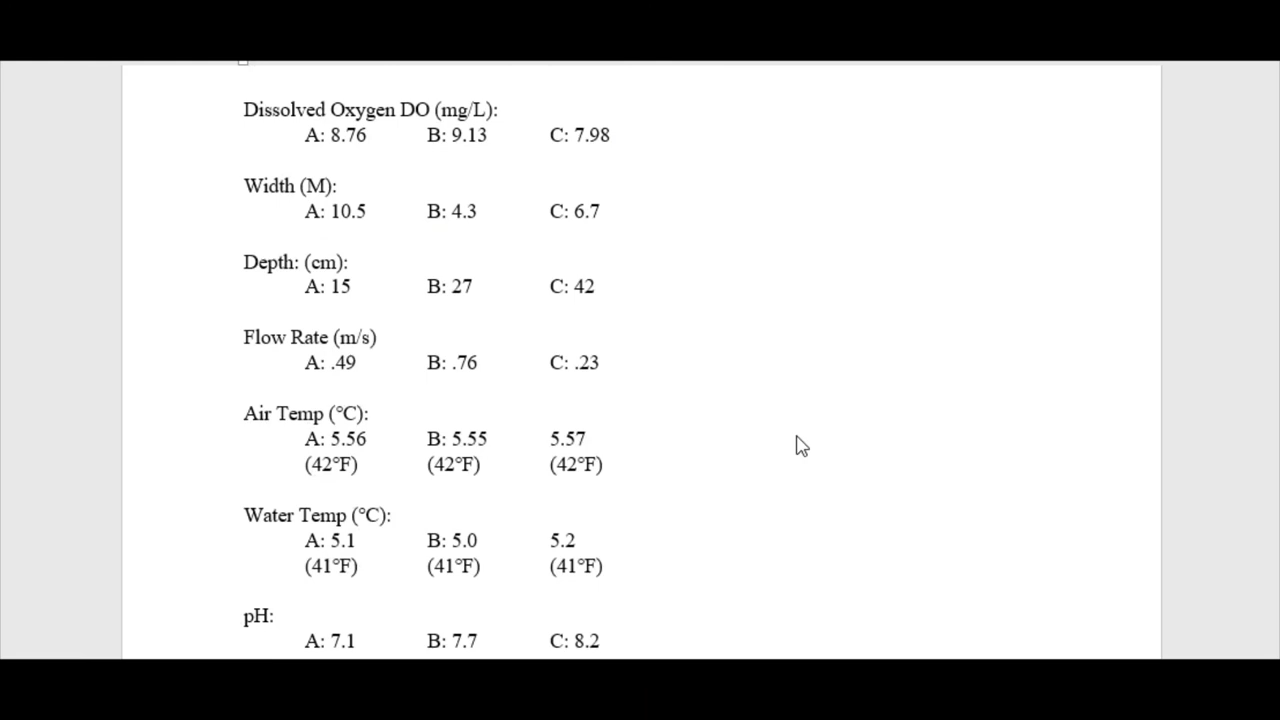 Dissolved Oxygen DO (mg/L):
A: 8.76 B: 9.13 C: 7.98
Width (M):
A: 10.5 B: 4.3 C: 6.7
Depth: (cm):
A: 15 B: 27 C: 42
Flow Rate (m/s)
A: .49 B: .76 C: .23
Air Temp (°C):
A: 5.56 B: 5.55 5.57
(42°F) (42°F) (42°F)
Water Temp (°C):
A: 5.1 B: 5.0 5.2
(41°F) (41°F) (41°F)
pH:
A: 7.1 B: 7.7 C: 8.2